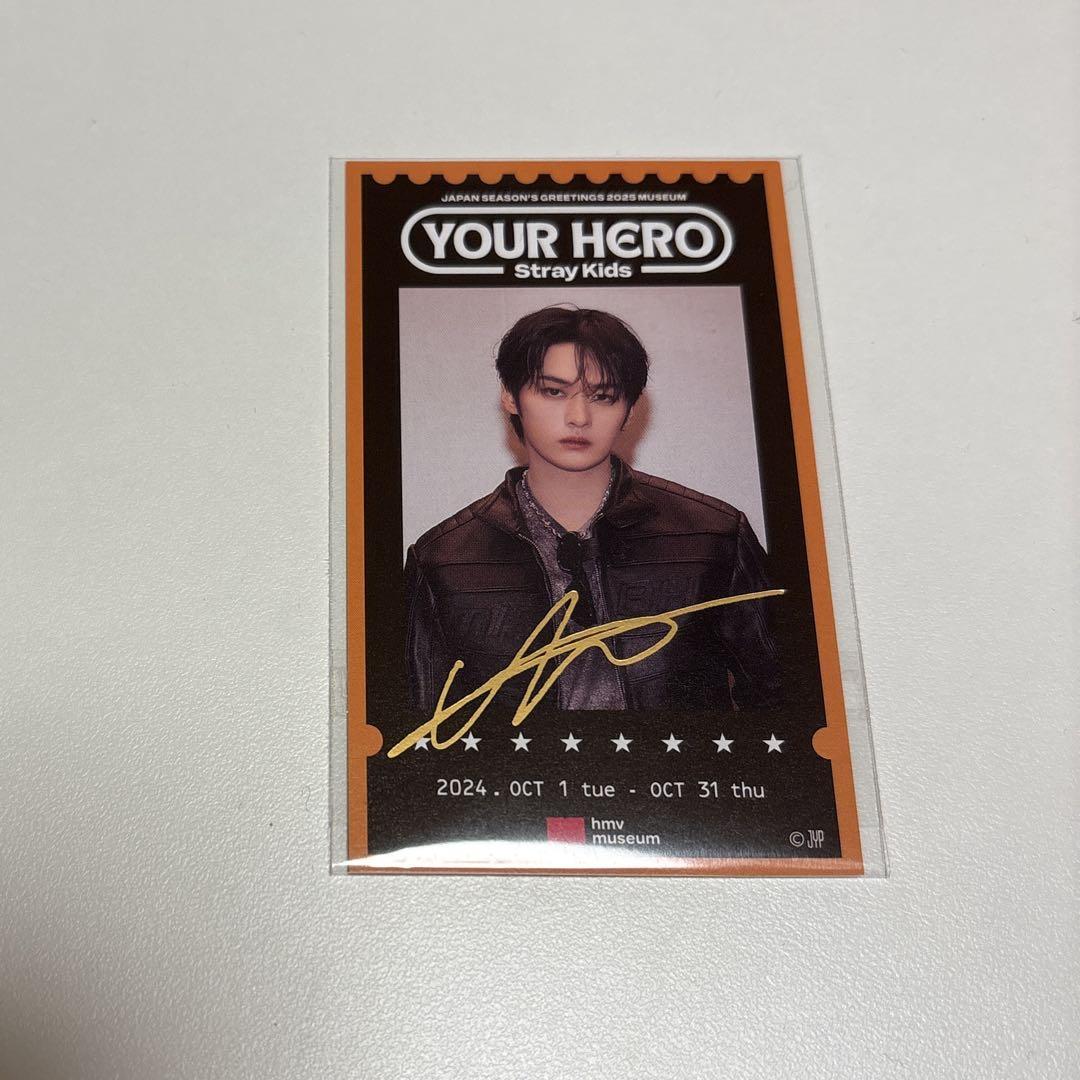 JAPAN SEASON'S GREETINGS 2025 MUSEUM
YOUR HERO
Stray Kids
2024. OCT 1 tue - OCT 31 thu
hmv
museum
© JYP